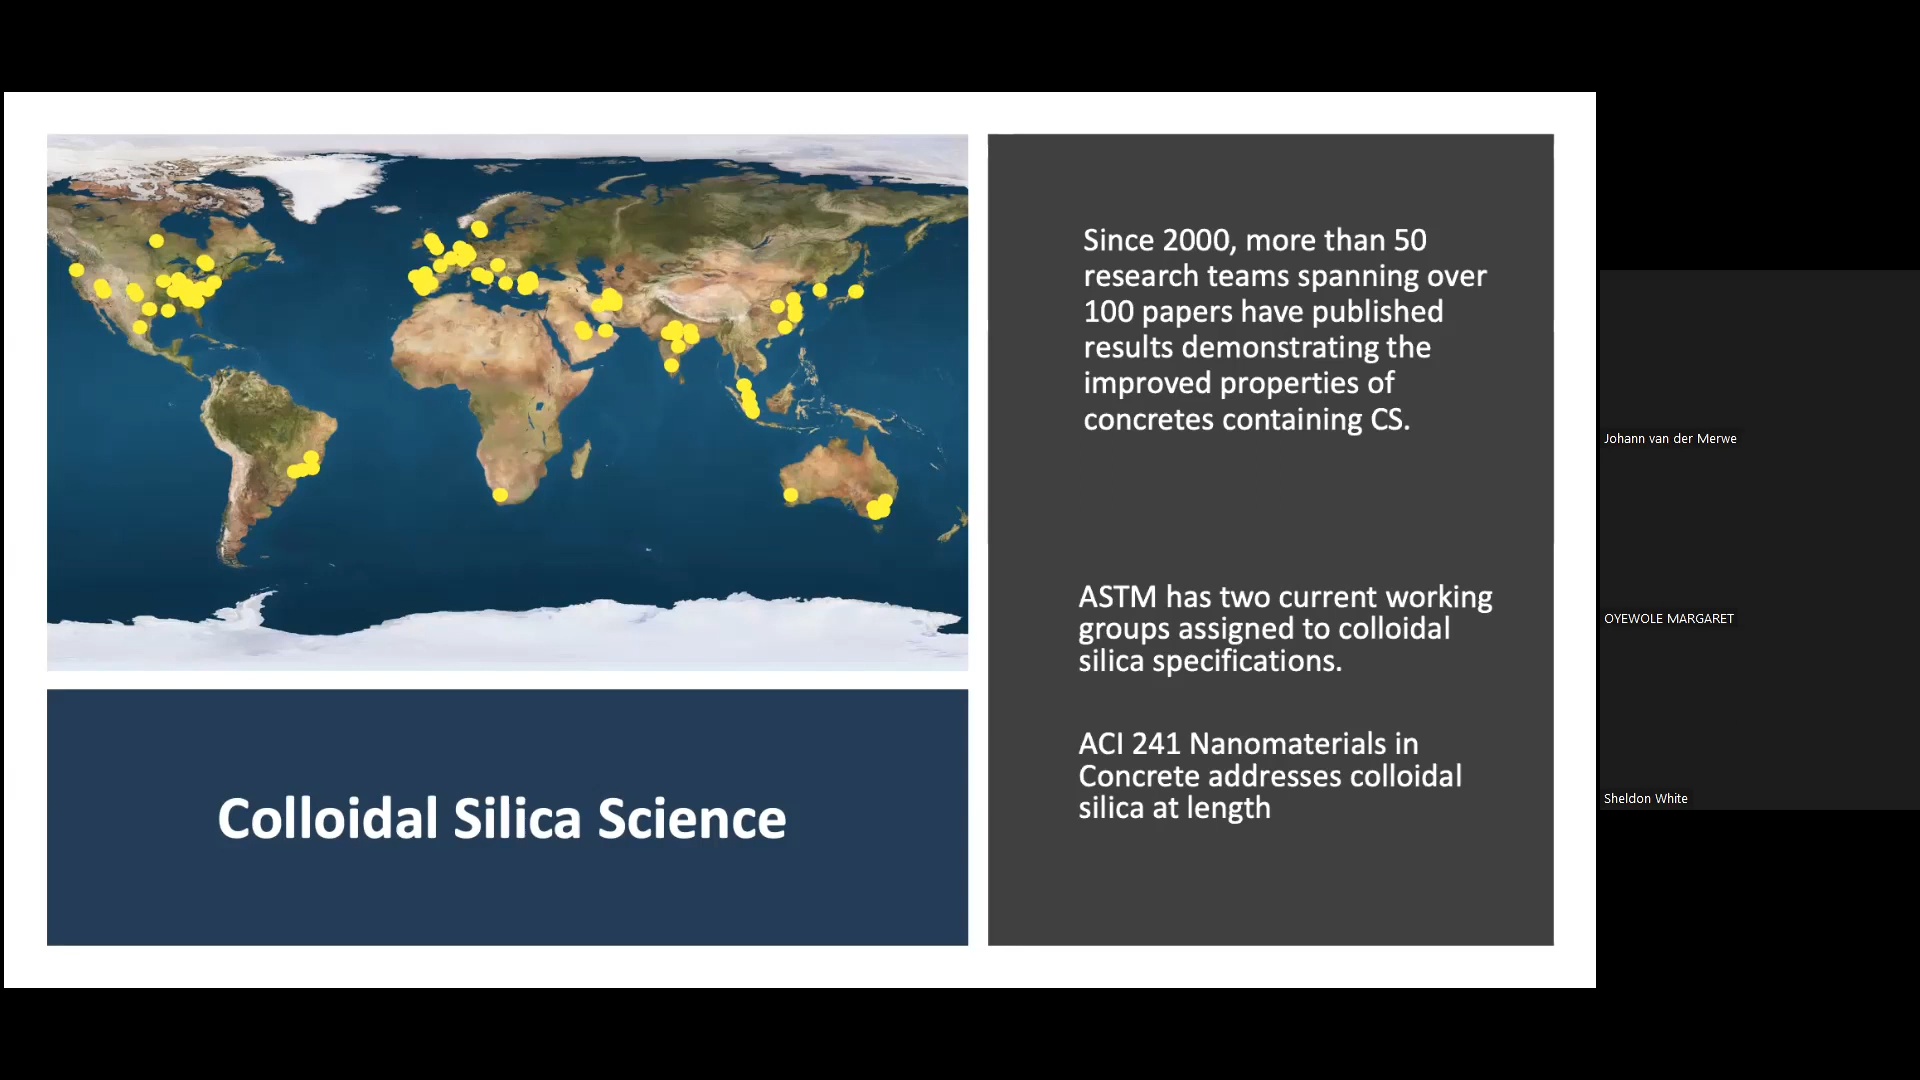 Since 2000, more than 50
research teams spanning over
100 papers have published
results demonstrating the
improved properties of
concretes containing CS.
ASTM has two current working
groups assigned to colloidal
silica specifications.
ACI 241 Nanomaterials in
Concrete addresses colloidal
silica at length
Colloidal Silica Science
Johann van der Merwe
OYEWOLE MARGARET
Sheldon White